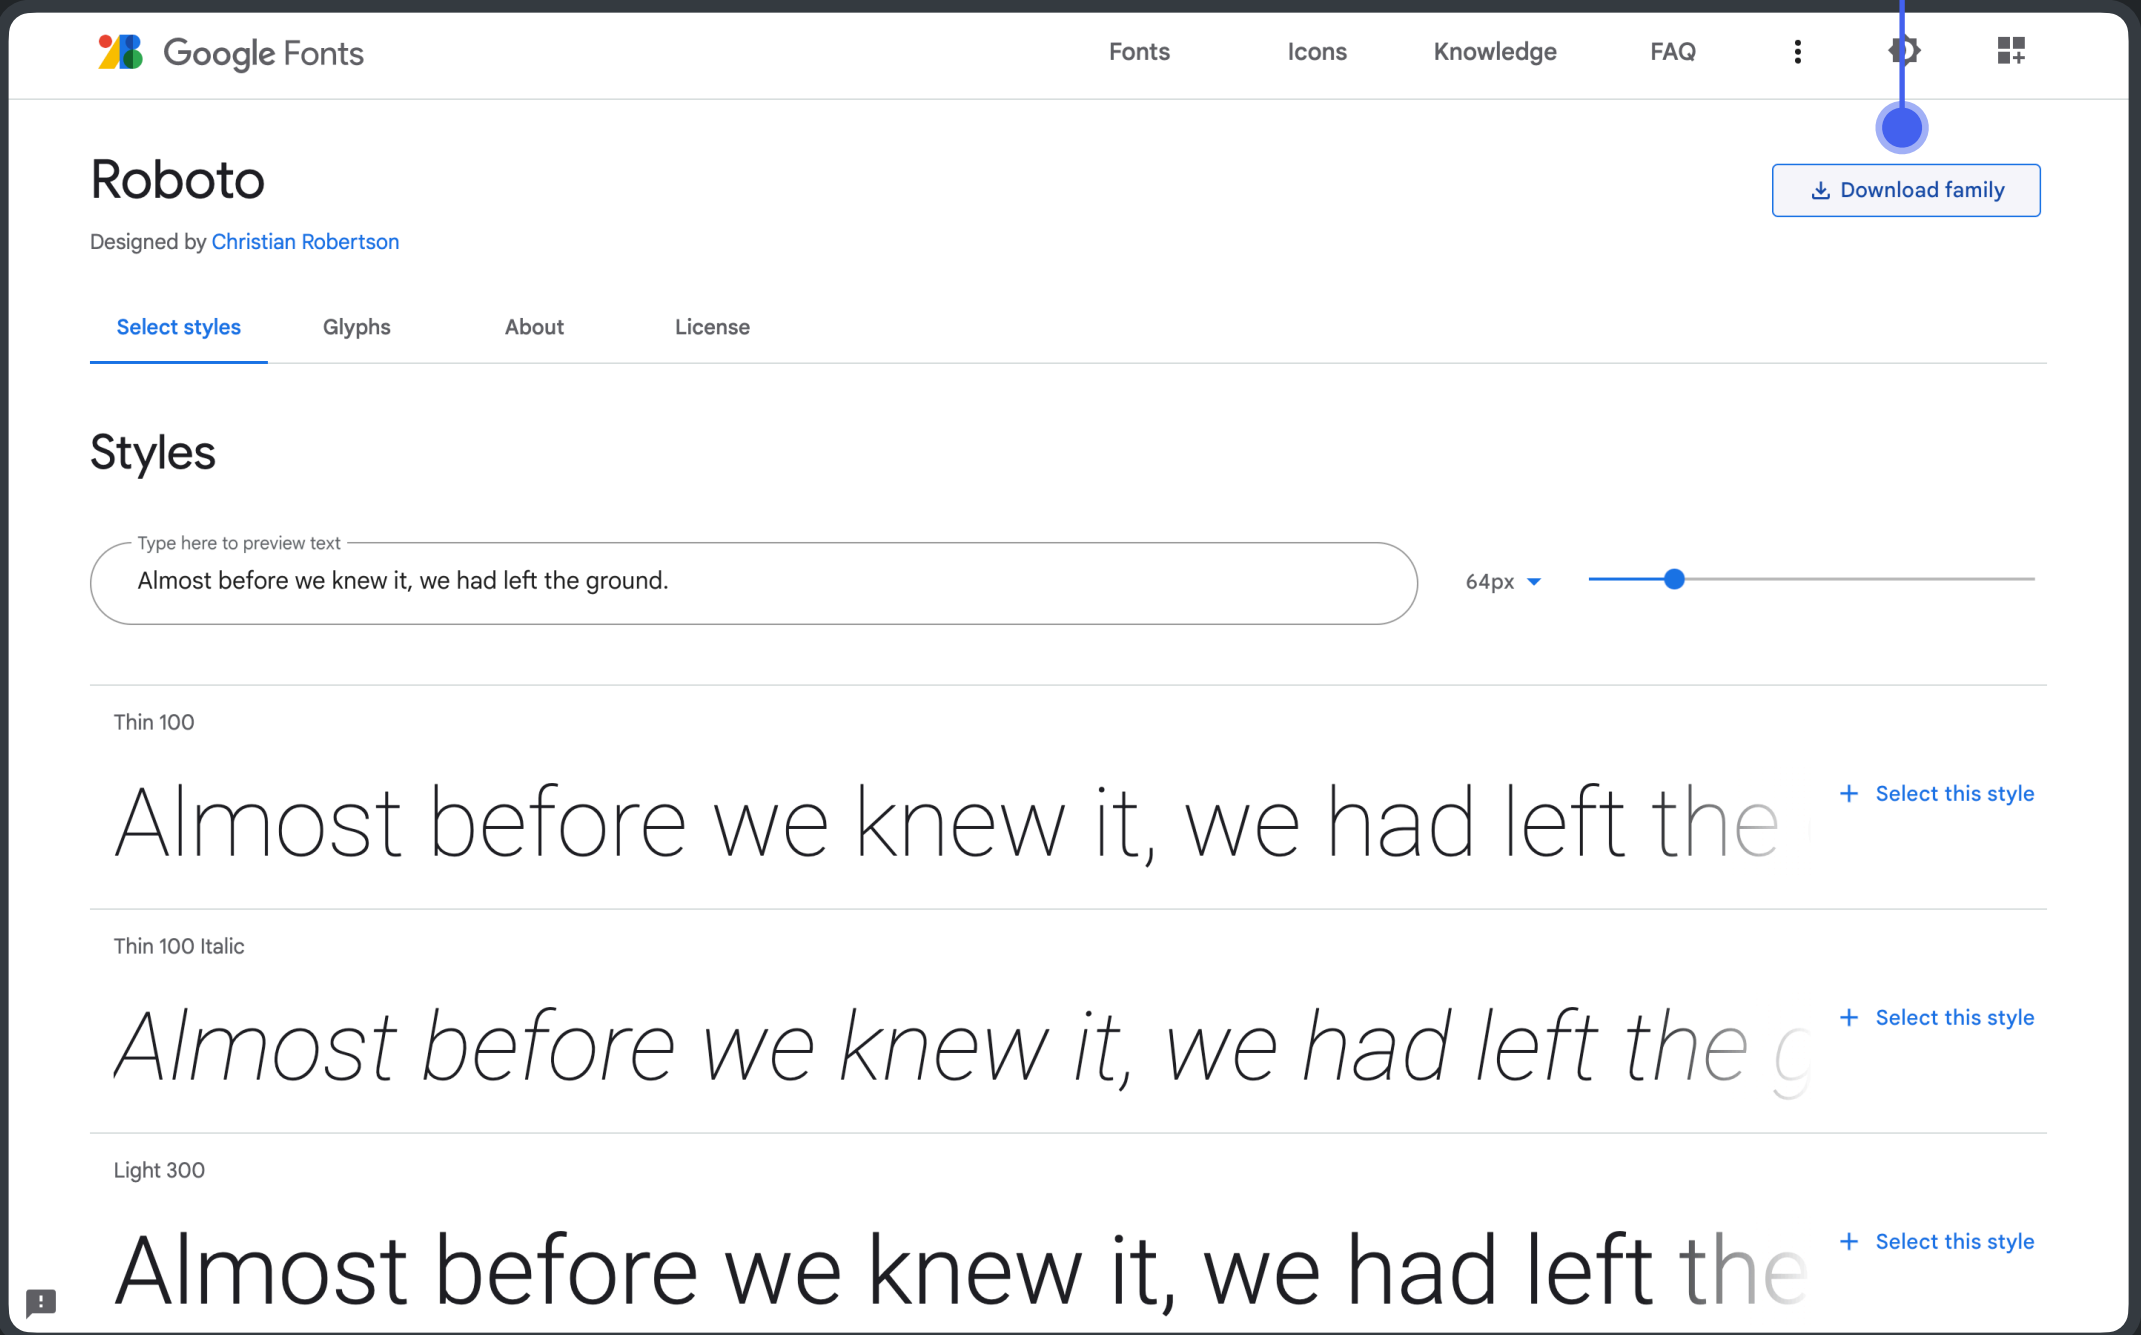 Google Fonts
Fonts
Icons
Knowledge
FAQ
Roboto
Download family
Designed by Christian Robertson
Select styles
Glyphs
About
License
Styles
Type here to preview text
Almost before we knew it, we had left the ground.
64px
Thin 100
Almost before we knew it, we had left the
Select this style
Thin 100 Italic
Almost before we knew it, we had left the g
Select this style
Light 300
Almost before we knew it, we had left the
Select this style